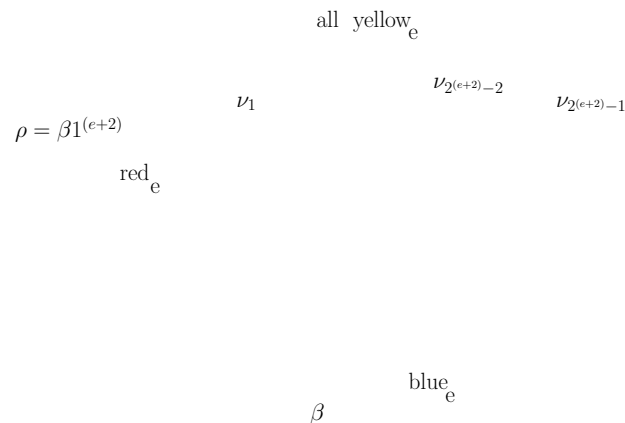 all yellow_e
ν_{2^{(e+2)}−2}
ν_1
ν_{2^{(e+2)}−1}
ρ = β1^{(e+2)}
red_e
blue_e
β